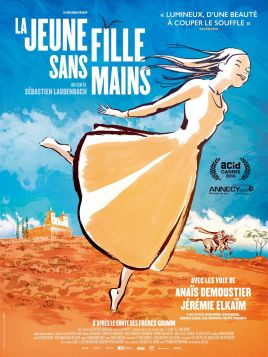 LA
JEUNE
FILLE
SANS
MAINS
UN FILM DE
SÉBASTIEN LAUDENBACH
« LUMINEUX, D'UNE BEAUTÉ
À COUPER LE SOUFFLE »
TÉLÉRAMA
acid
CANNES
2016
ANNECY
AVEC LES VOIX DE
ANAÏS DEMOUSTIER
JÉRÉMIE ELKAÏM
D'APRÈS LE CONTE DES FRÈRES GRIMM